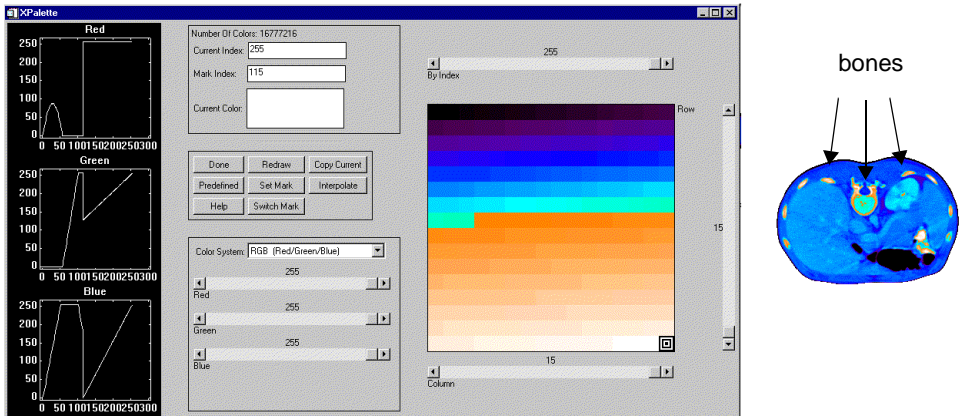 XPalette
Red
250
200
150
100
50
0
0 50 100150200250300
Green
250
200
150
100
50
0
0 50 100150200250300
Blue
250
200
150
100
50
0
0 50 100150200250300
Number Of Colors: 16777216
Current Index: 255
Mark Index: 115
Current Color:
Done Redraw Copy Current
Predefined Set Mark Interpolate
Help Switch Mark
Color System: RGB (Red/Green/Blue)
255
Red
255
Green
255
Blue
255
By Index
Row
15
15
Column
bones